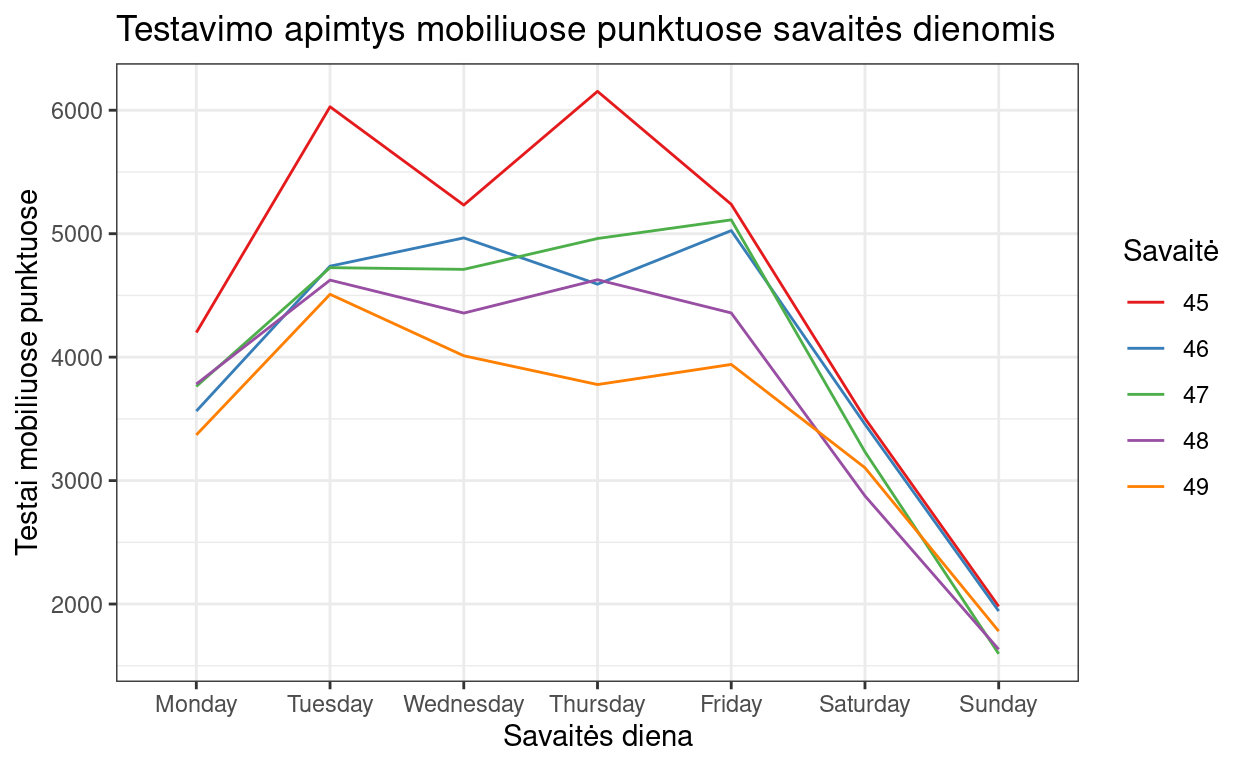 Testavimo apimtys mobiliuose punktuose savaitės dienomis
Testai mobiliuose punktuose
6000
5000
4000
3000
2000
Monday Tuesday Wednesday Thursday Friday Saturday Sunday
Savaitės diena
Savaitė
45
46
47
48
49